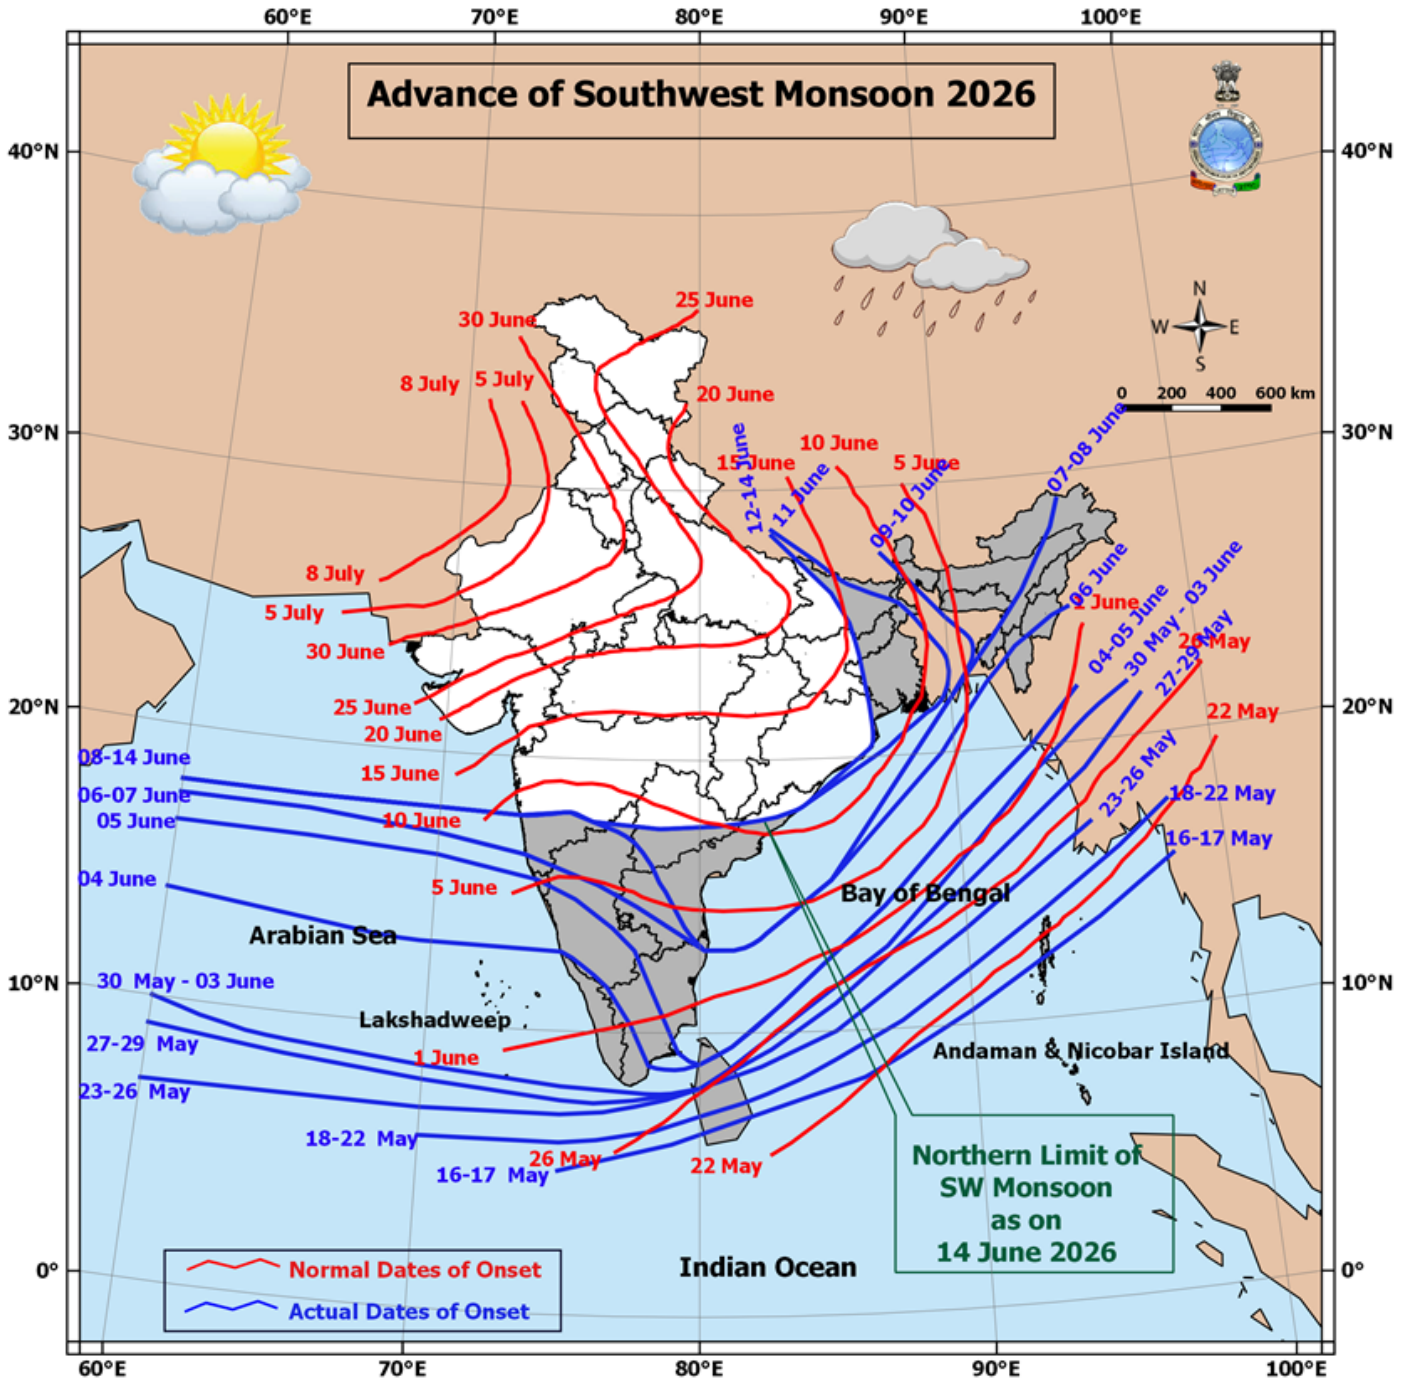 60°E 70°E 80°E 90°E 100°E
Advance of Southwest Monsoon 2026
40°N 40°N
N
W E
S
25 June
30 June
8 July 5 July
20 June
0 200 400 600 km
30°N 30°N
12-14 June
15 June
11 June
10 June
5 June
09-10 June
07-08 June
06 June
1 June
04-05 June
30 May - 03 June
27-29 May
26 May
22 May
23-26 May
18-22 May
16-17 May
8 July
5 July
30 June
25 June
20 June
15 June
10 June
20°N 20°N
08-14 June
06-07 June
05 June
04 June
5 June
Bay of Bengal
Arabian Sea
10°N 10°N
30 May - 03 June
Lakshadweep
27-29 May
1 June
Andaman & Nicobar Island
23-26 May
18-22 May
16-17 May
26 May
22 May
Northern Limit of
SW Monsoon
as on
14 June 2026
Indian Ocean
0° 0°
Normal Dates of Onset
Actual Dates of Onset
60°E 70°E 80°E 90°E 100°E